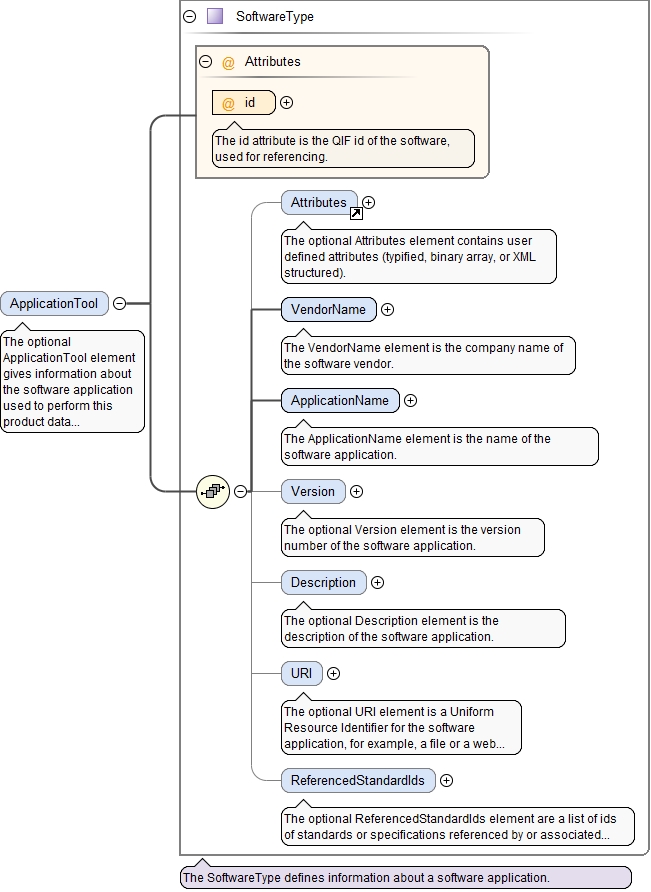 SoftwareType
@ Attributes
@ id
The id attribute is the QIF id of the software,
used for referencing.
Attributes
The optional Attributes element contains user
defined attributes (typified, binary array, or XML
structured).
ApplicationTool
The optional
ApplicationTool element
gives information about
the software application
used to perform this
product data...
VendorName
The VendorName element is the company name of
the software vendor.
ApplicationName
The ApplicationName element is the name of the
software application.
Version
The optional Version element is the version
number of the software application.
Description
The optional Description element is the
description of the software application.
URI
The optional URI element is a Uniform
Resource Identifier for the software
application, for example, a file or a web...
ReferencedStandardIds
The optional ReferencedStandardIds element are a list of ids
of standards or specifications referenced by or associated...
The SoftwareType defines information about a software application.